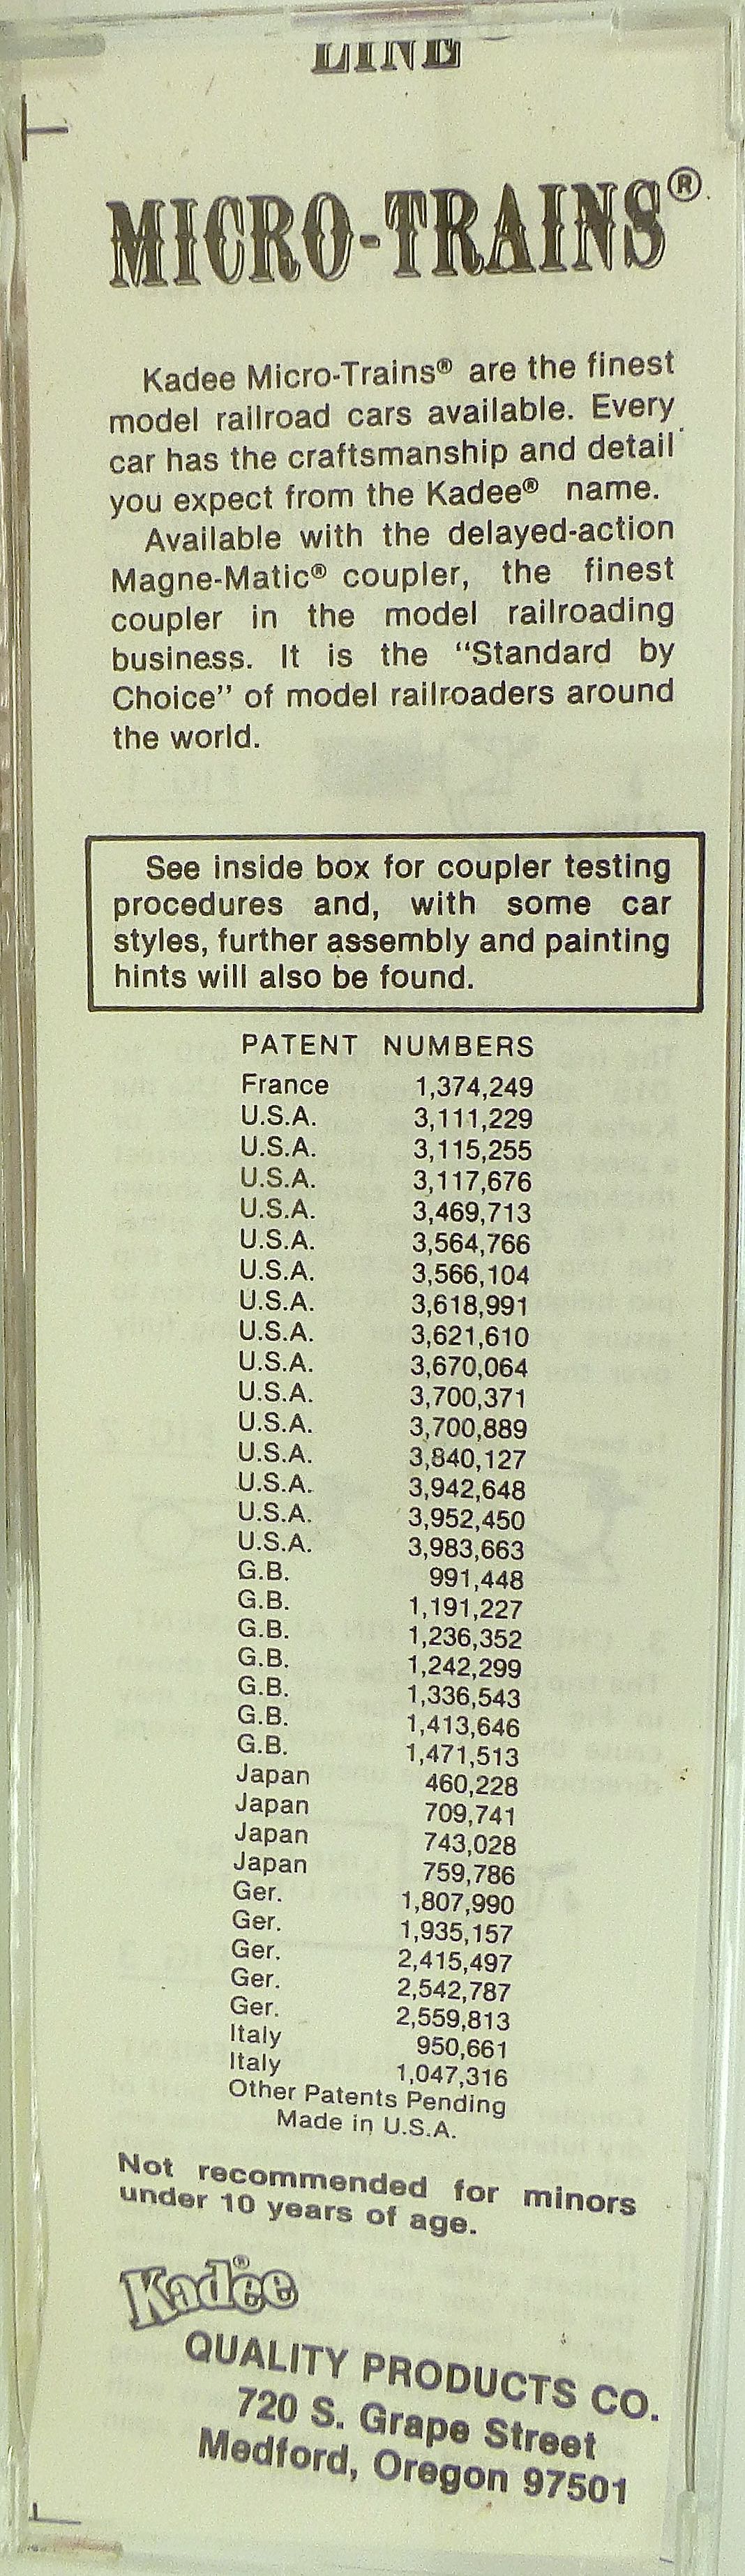 LINE
MICRO-TRAINS®
Kadee Micro-Trains® are the finest
model railroad cars available. Every
car has the craftsmanship and detail
you expect from the Kadee® name.
Available with the delayed-action
Magne-Matic® coupler, the finest
coupler in the model railroading
business. It is the “Standard by
Choice” of model railroaders around
the world.
See inside box for coupler testing
procedures and, with some car
styles, further assembly and painting
hints will also be found.
PATENT NUMBERS
France 1,374,249
U.S.A. 3,111,229
U.S.A. 3,115,255
U.S.A. 3,117,676
U.S.A. 3,469,713
U.S.A. 3,564,766
U.S.A. 3,566,104
U.S.A. 3,618,991
U.S.A. 3,621,610
U.S.A. 3,670,064
U.S.A. 3,700,371
U.S.A. 3,700,889
U.S.A. 3,840,127
U.S.A. 3,942,648
U.S.A. 3,952,450
U.S.A. 3,983,663
G.B. 991,448
G.B. 1,191,227
G.B. 1,236,352
G.B. 1,242,299
G.B. 1,336,543
G.B. 1,413,646
G.B. 1,471,513
Japan 460,228
Japan 709,741
Japan 743,028
Japan 759,786
Ger. 1,807,990
Ger. 1,935,157
Ger. 2,415,497
Ger. 2,542,787
Ger. 2,559,813
Italy 950,661
Italy 1,047,316
Other Patents Pending
Made in U.S.A.
Not recommended for minors
under 10 years of age.
Kadee®
QUALITY PRODUCTS CO.
720 S. Grape Street
Medford, Oregon 97501